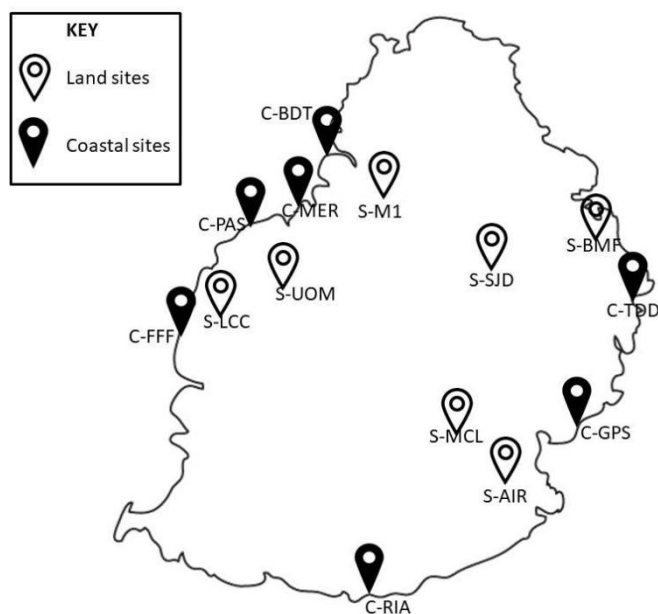 KEY
Land sites
Coastal sites
C-BDT
C-MER
S-M1
C-PAS
S-BMF
S-UOM
S-SJD
C-TDD
S-LCC
C-FFF
S-MCL
C-GPS
S-AIR
C-RIA